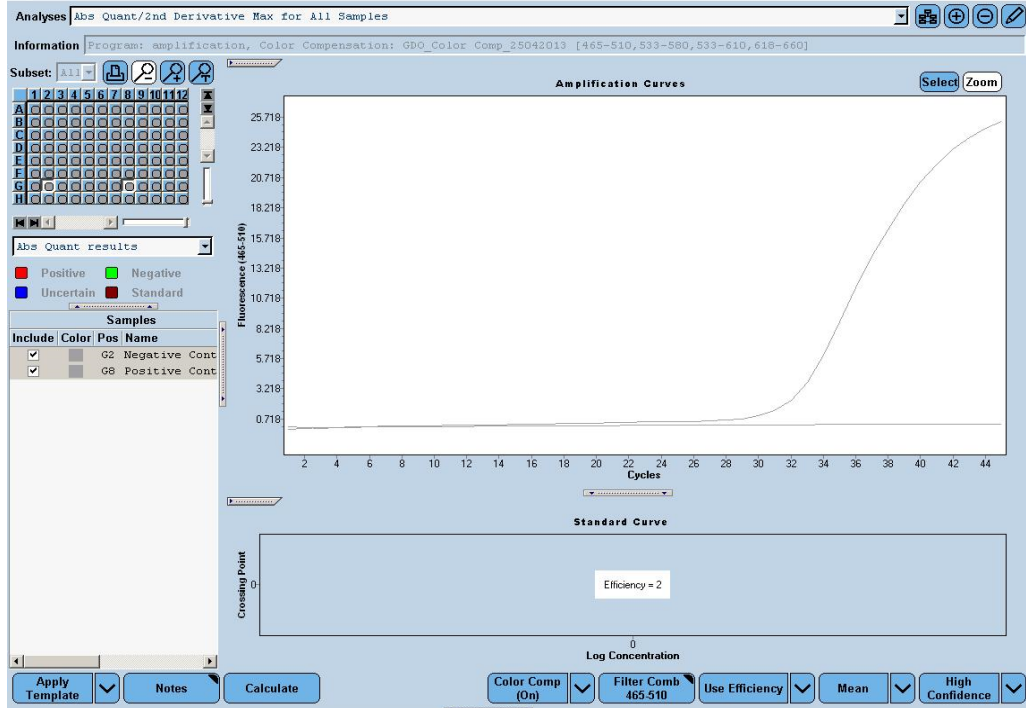 Analyses Abs Quant/2nd Derivative Max for All Samples
Information Program: amplification, Color Compensation: GDO_Color Comp_25042013 [465-510,533-580,533-610,618-660]
Subset: All
1 2 3 4 5 6 7 8 9 10 11 12
A
B
C
D
E
F
G
H
Abs Quant results
Positive Negative
Uncertain Standard
Samples
Include Color Pos Name
G2 Negative Cont
G8 Positive Cont
Amplification Curves
Select Zoom
Fluorescence (465-510)
25.718
23.218
20.718
18.218
15.718
13.218
10.718
8.218
5.718
3.218
0.718
2 4 6 8 10 12 14 16 18 20 22 24 26 28 30 32 34 36 38 40 42 44
Cycles
Standard Curve
Crossing Point
0
Efficiency = 2
0
Log Concentration
Apply Template
Notes
Calculate
Color Comp (On)
Filter Comb 465-510
Use Efficiency
Mean
High Confidence